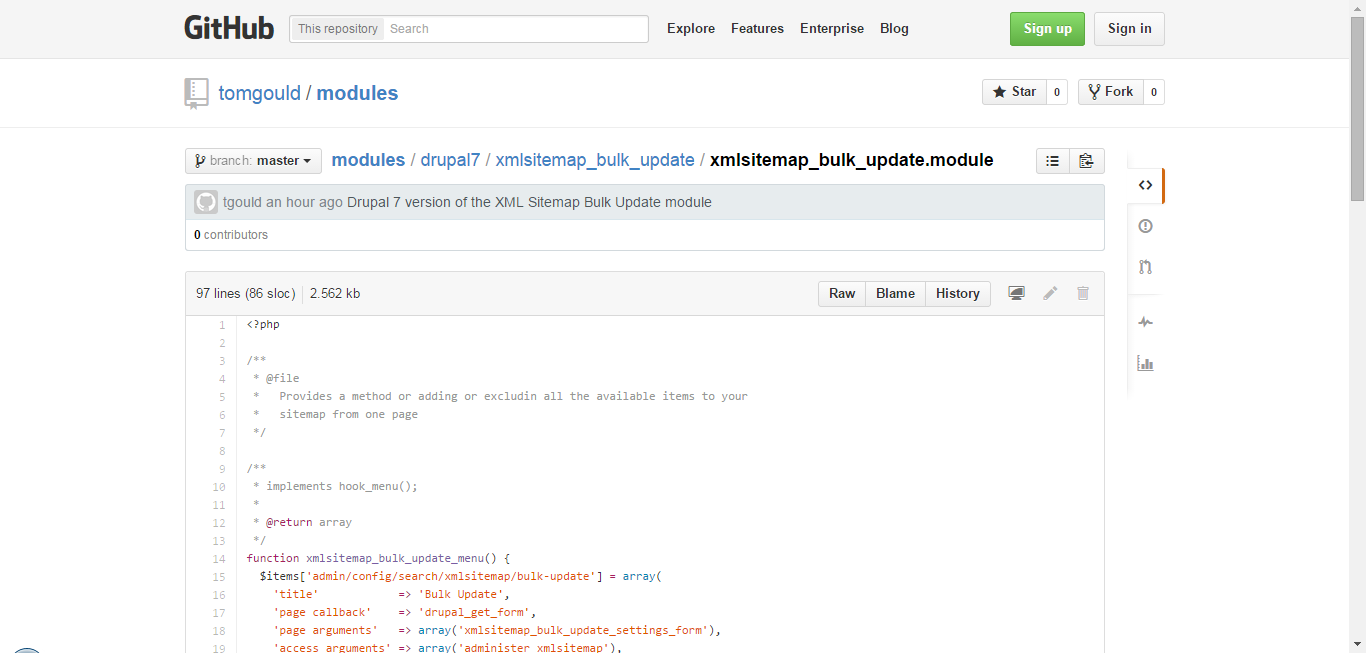 GitHub This repository Search Explore Features Enterprise Blog Sign up Sign in
tomgould / modules Star 0 Fork 0
branch: master modules / drupal7 / xmlsitemap_bulk_update / xmlsitemap_bulk_update.module
tgould an hour ago Drupal 7 version of the XML Sitemap Bulk Update module
0 contributors
97 lines (86 sloc) 2.562 kb Raw Blame History
1 <?php
2
3 /**
4 * @file
5 * Provides a method or adding or excludin all the available items to your
6 * sitemap from one page
7 */
8
9 /**
10 * implements hook_menu();
11 *
12 * @return array
13 */
14 function xmlsitemap_bulk_update_menu() {
15 $items['admin/config/search/xmlsitemap/bulk-update'] = array(
16 'title' => 'Bulk Update',
17 'page callback' => 'drupal_get_form',
18 'page arguments' => array('xmlsitemap_bulk_update_settings_form'),
19 'access arguments' => array('administer xmlsitemap'),